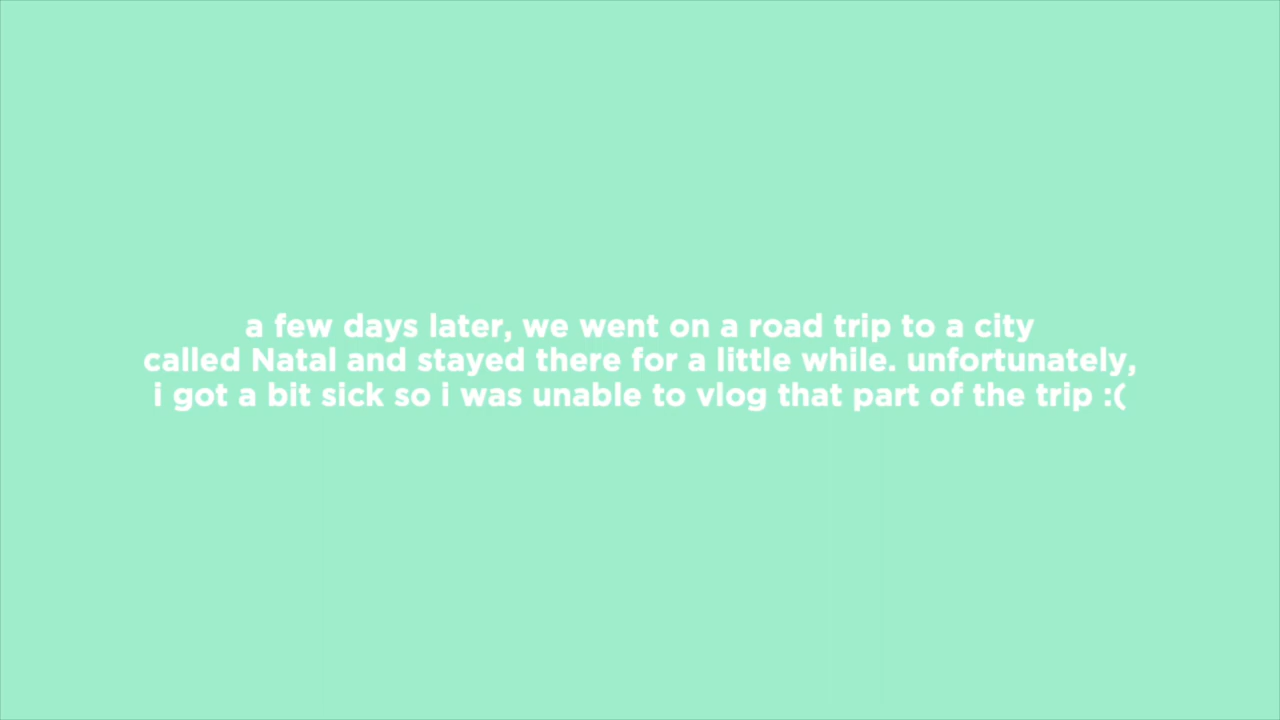 a few days later, we went on a road trip to a city
called Natal and stayed there for a little while. unfortunately,
i got a bit sick so i was unable to vlog that part of the trip :(